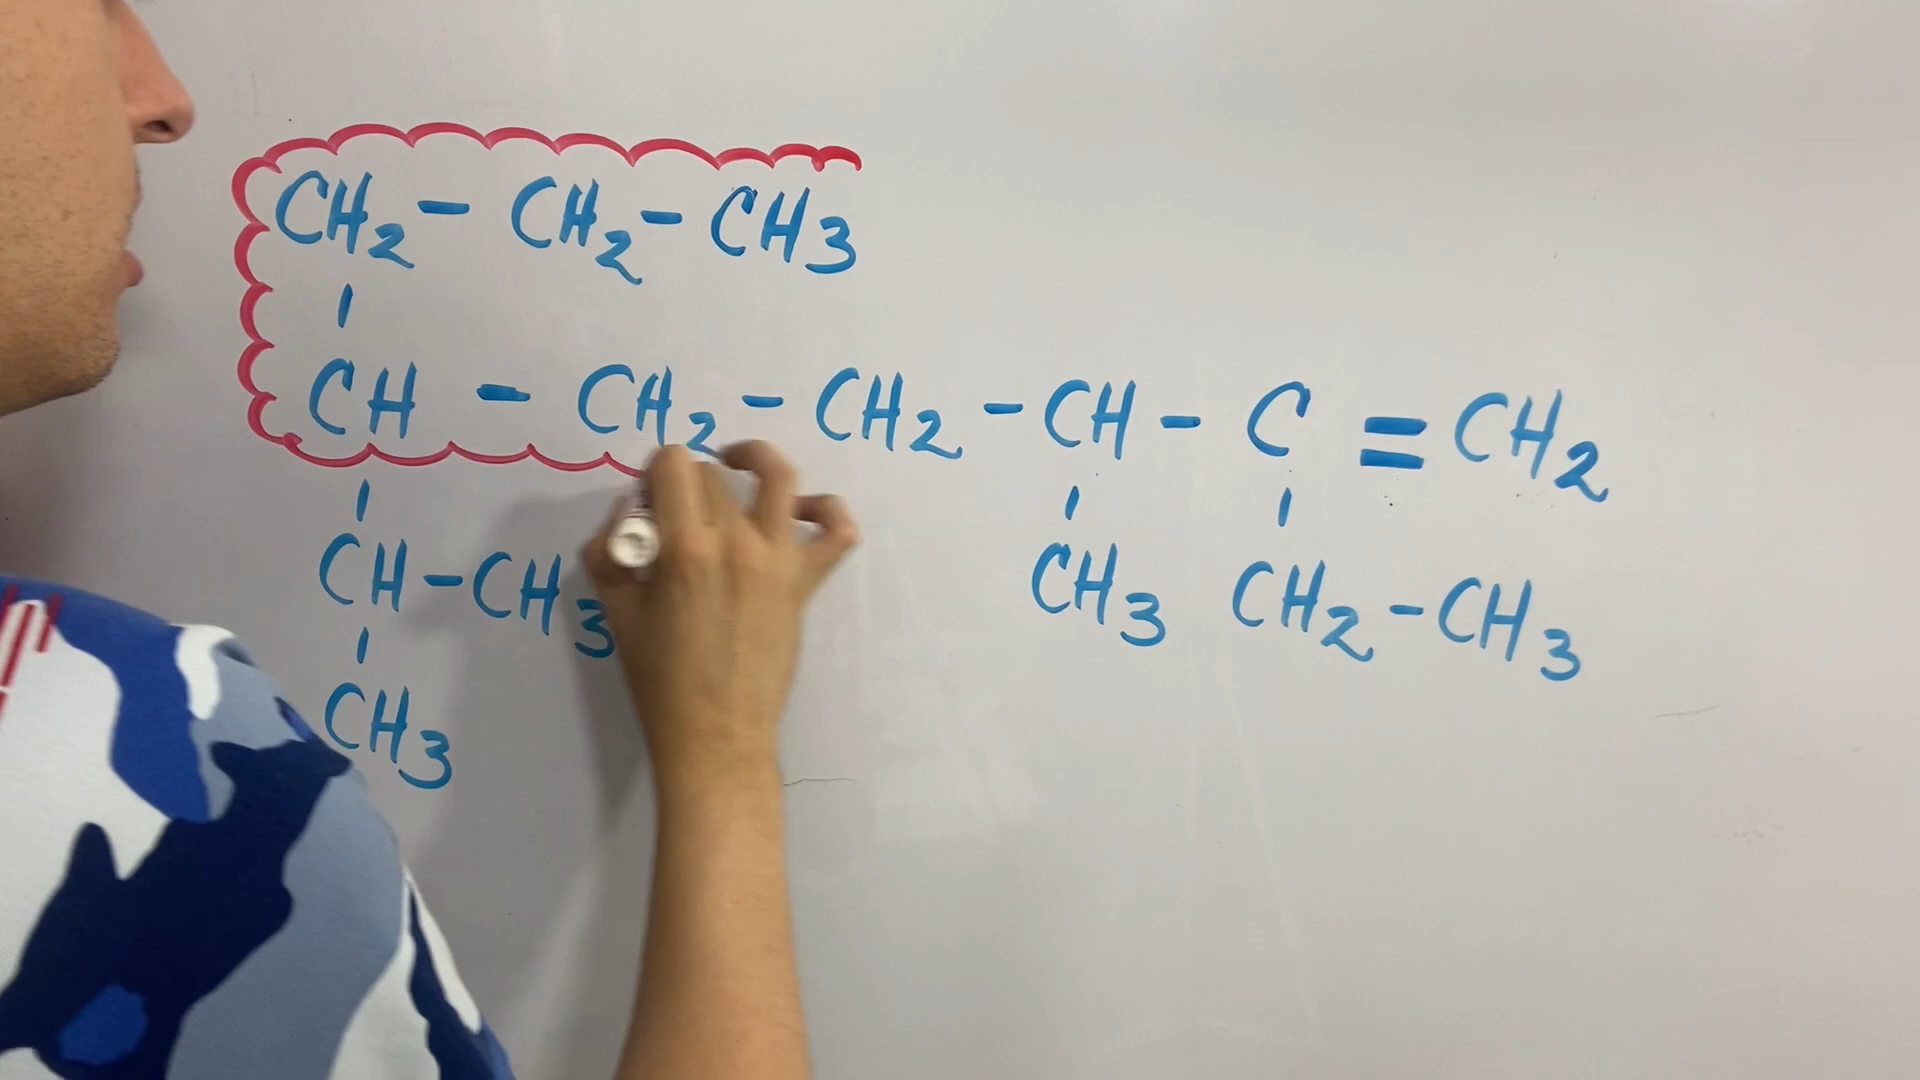 CH₂ - CH₂ - CH3
CH - CH₂ - CH₂ - CH - C = CH₂
CH - CH₃ CH₃ CH₂ - CH₃
CH₃